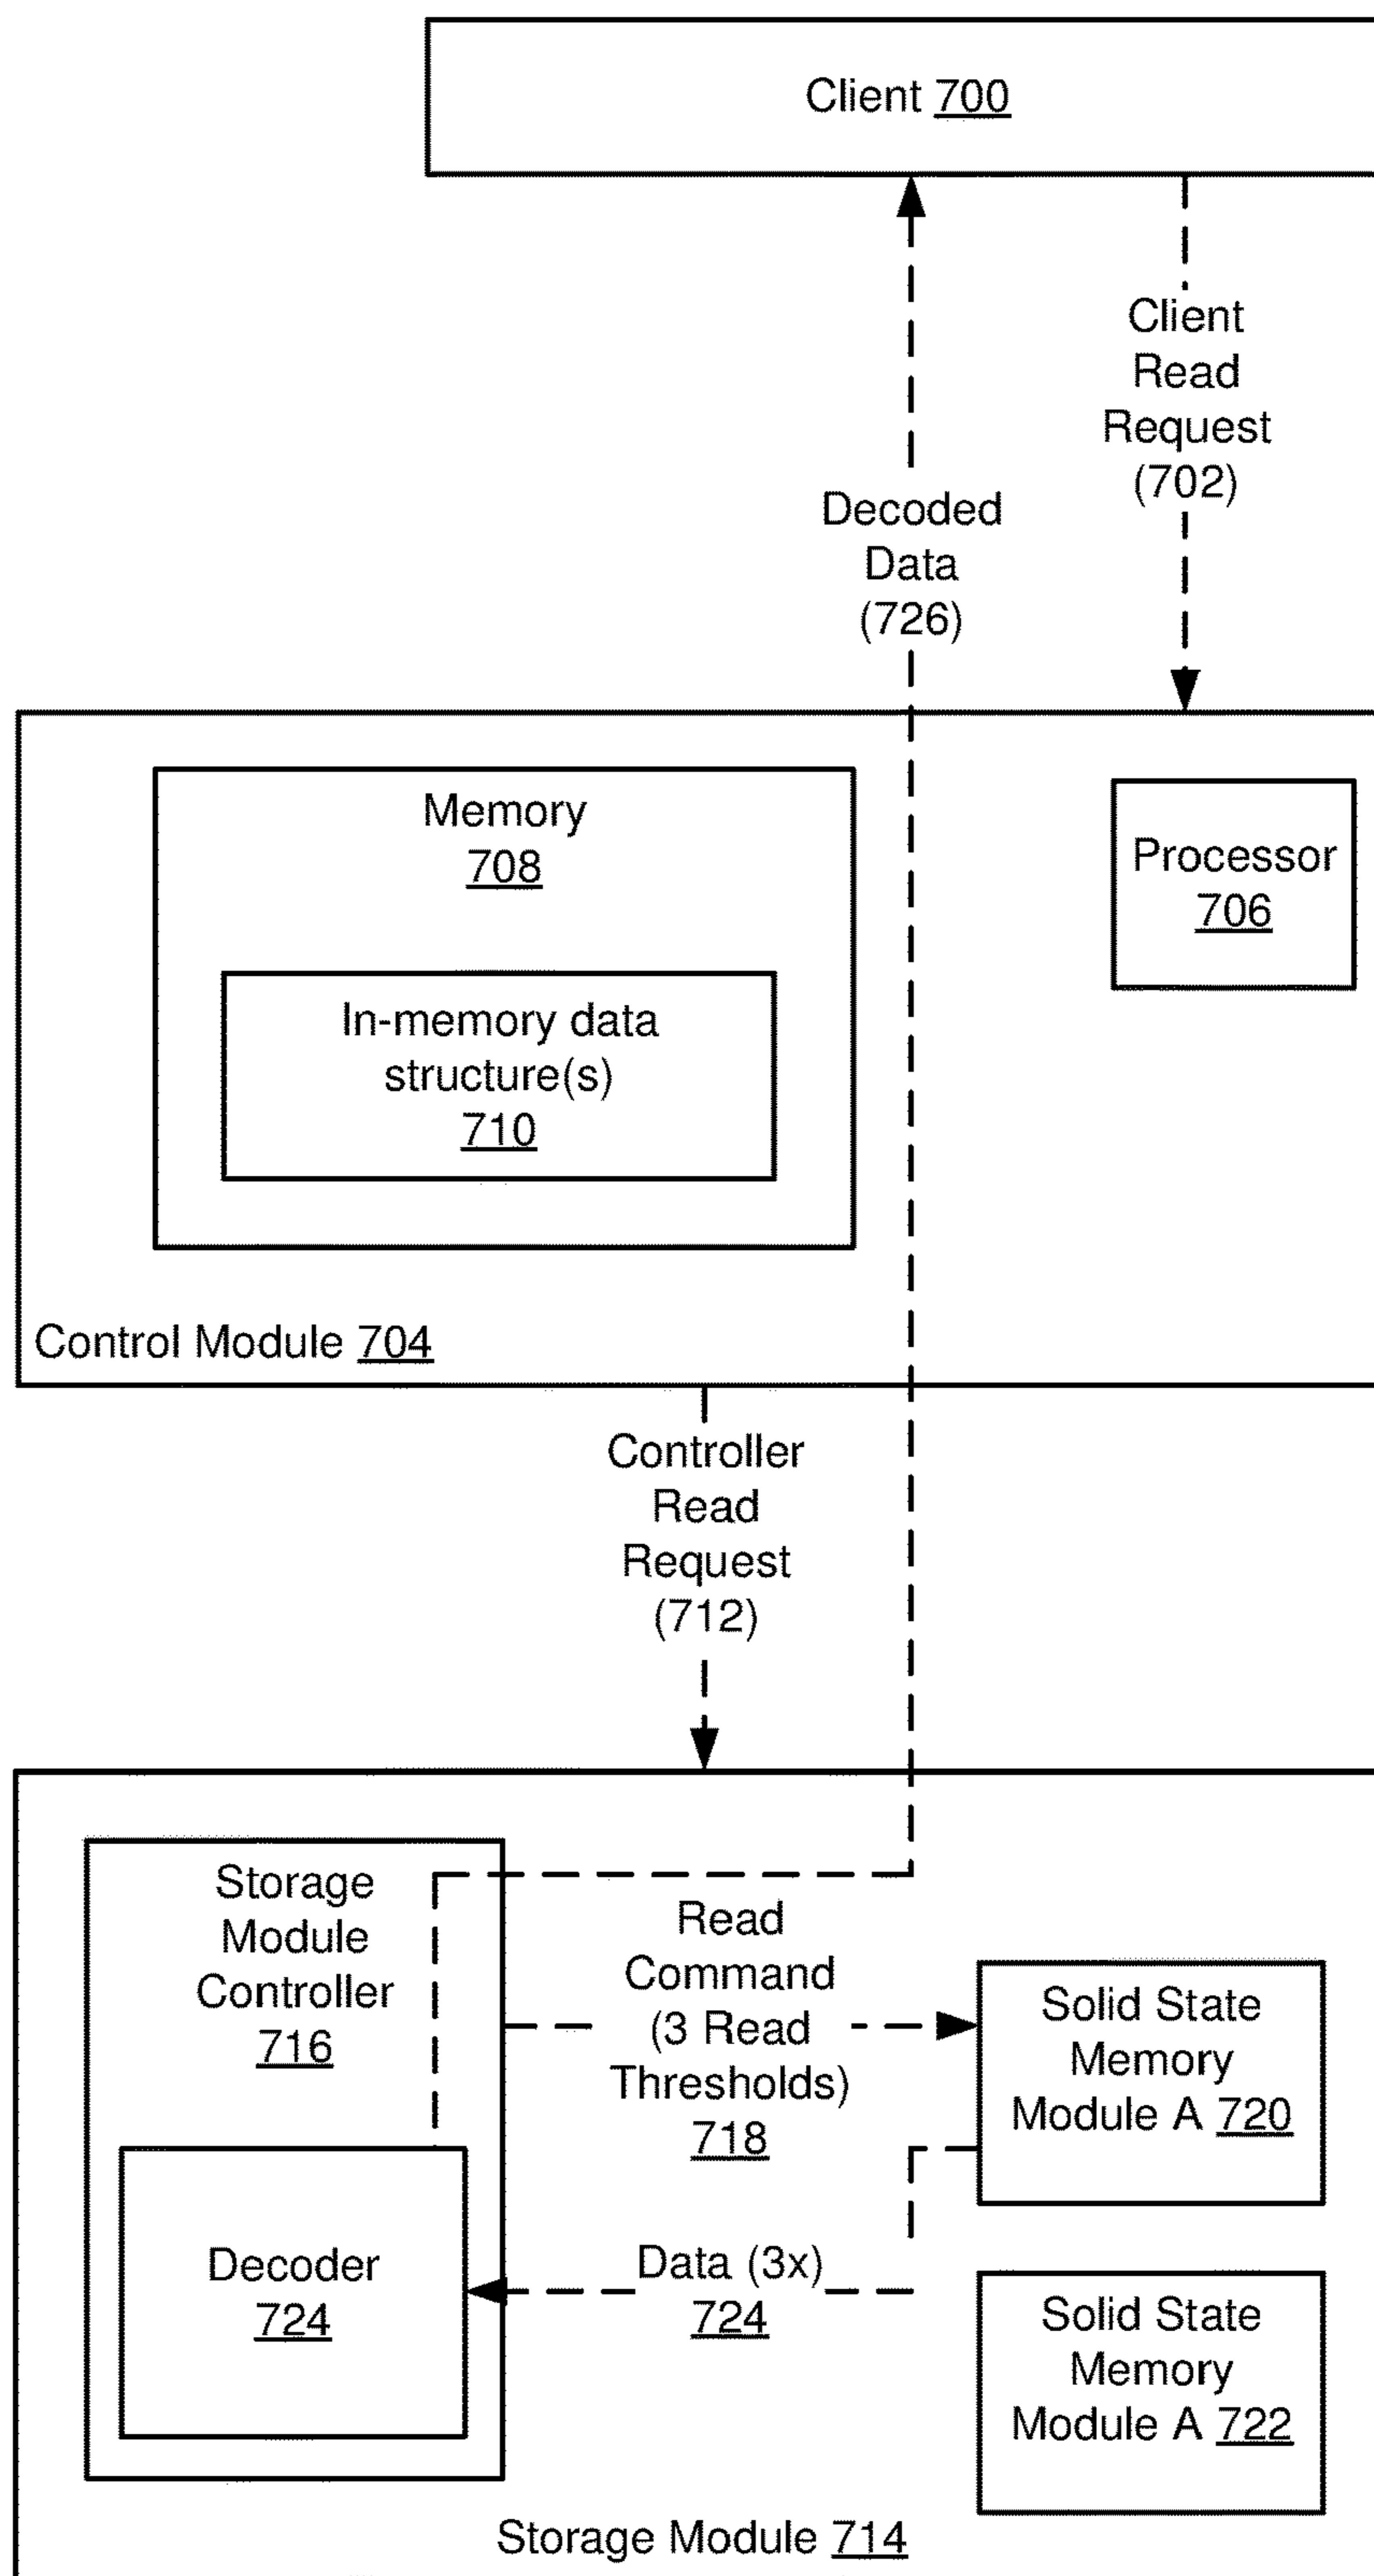 Client 700
Client
Read
Request
(702)
Decoded
Data
(726)
Memory
708
Processor
706
In-memory data
structure(s)
710
Control Module 704
Controller
Read
Request
(712)
Storage
Module
Controller
716
Read
Command
(3 Read
Thresholds)
718
Solid State
Memory
Module A 720
Decoder
724
Data (3x)
724
Solid State
Memory
Module A 722
Storage Module 714